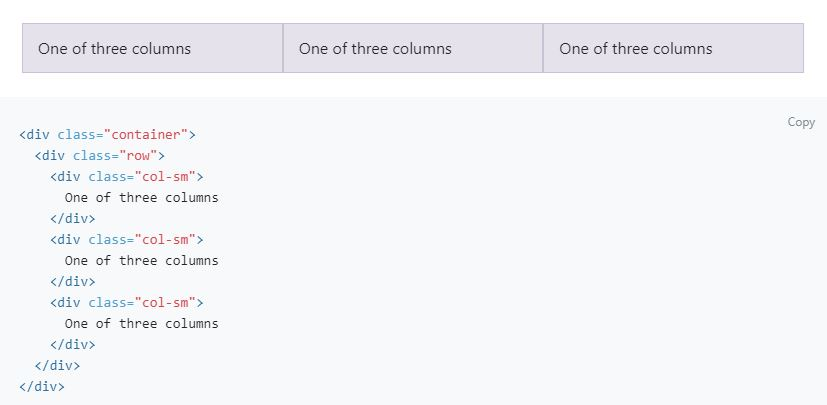 One of three columns One of three columns One of three columns
Copy
<div class="container">
  <div class="row">
    <div class="col-sm">
      One of three columns
    </div>
    <div class="col-sm">
      One of three columns
    </div>
    <div class="col-sm">
      One of three columns
    </div>
  </div>
</div>